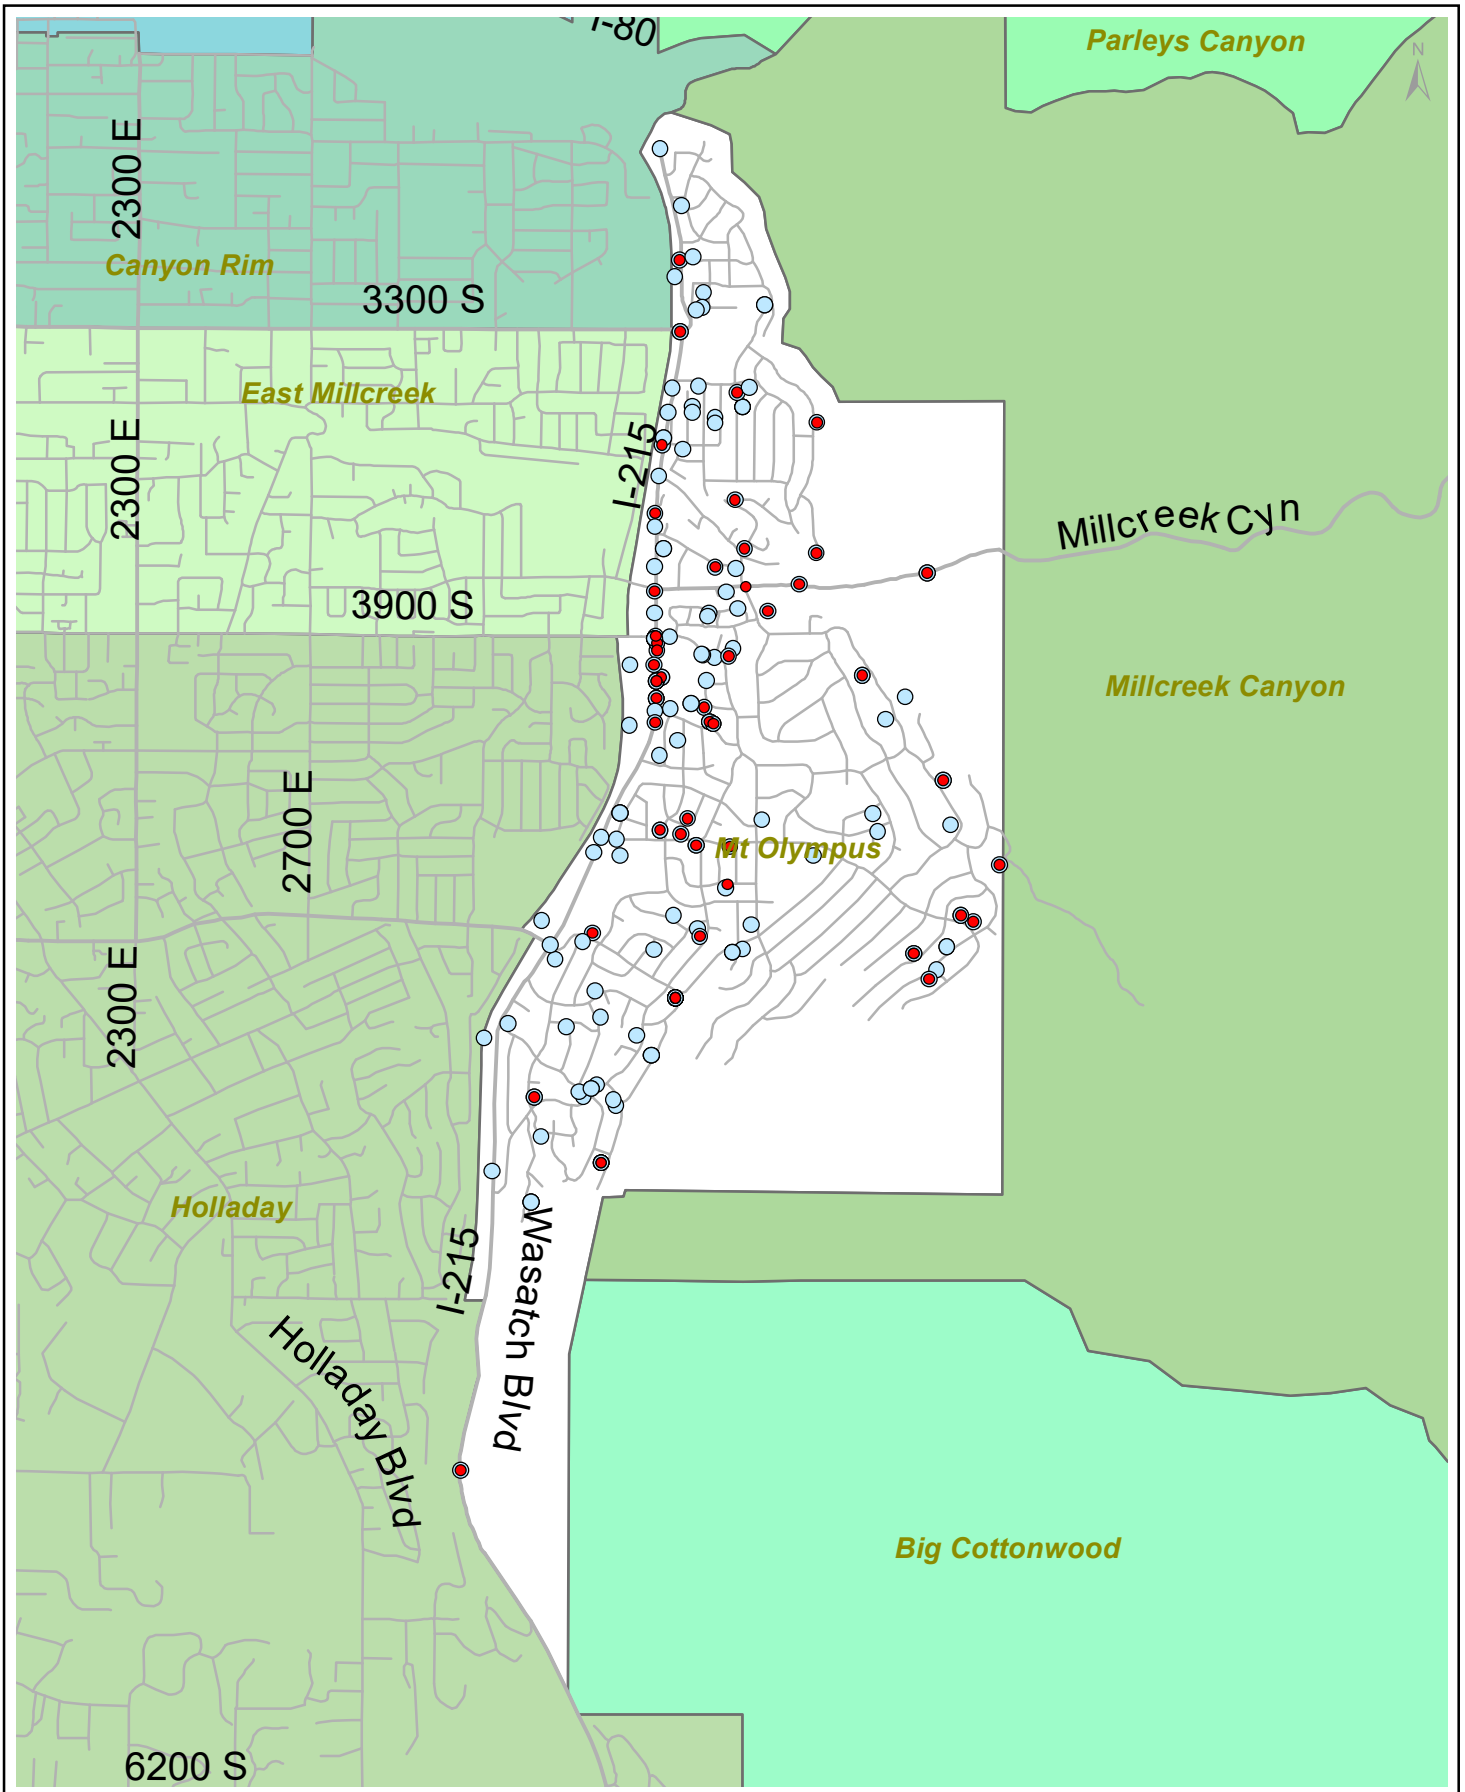 I-80
Parleys Canyon
N
2300 E
Canyon Rim
3300 S
East Millcreek
2300 E
I-215
Millcreek Cyn
3900 S
Millcreek Canyon
2700 E
Mt Olympus
2300 E
Holladay
I-215
Wasatch Blvd
Holladay Blvd
Big Cottonwood
6200 S